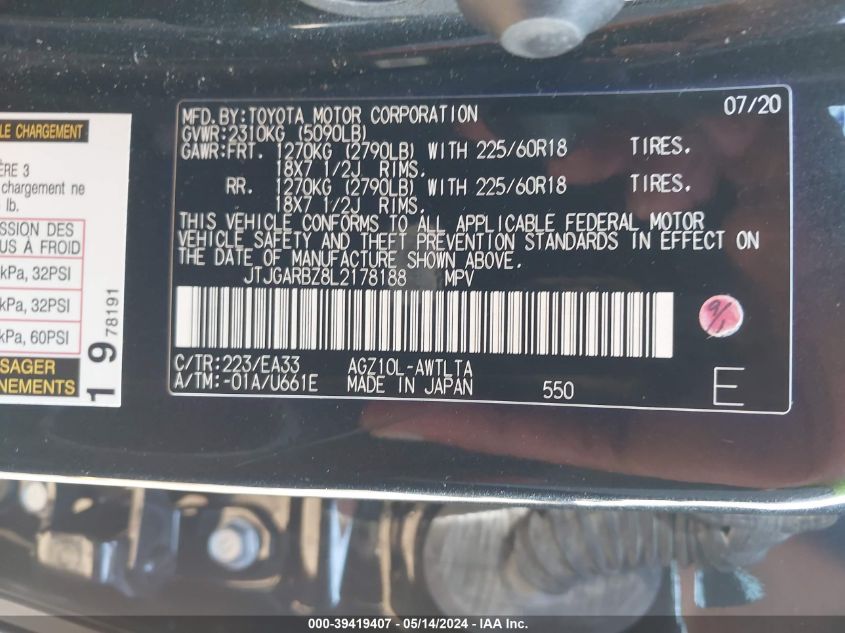 LE CHARGEMENT
ÈRE 3
chargement ne
lb.
SSION DES
US À FROID
kPa, 32PSI
kPa, 32PSI
kPa, 60PSI
SSAGER
NEMENTS
19 78191
MFD.BY:TOYOTA MOTOR CORPORATION 07/20
GVWR:2310KG (5090LB)
GAWR:FRT. 1270KG (2790LB) WITH 225/60R18 TIRES.
18X7 1/2J RIMS.
RR. 1270KG (2790LB) WITH 225/60R18 TIRES.
18X7 1/2J RIMS.
THIS VEHICLE CONFORMS TO ALL APPLICABLE FEDERAL MOTOR
VEHICLE SAFETY AND THEFT PREVENTION STANDARDS IN EFFECT ON
THE DATE OF MANUFACTURE SHOWN ABOVE.
JTJGARBZ8L2178188 MPV
C/TR:223/EA33 AGZ10L-AWTLTA
A/TM:-01A/U661E MADE IN JAPAN 550 E
000-39419407 - 05/14/2024 - IAA Inc.